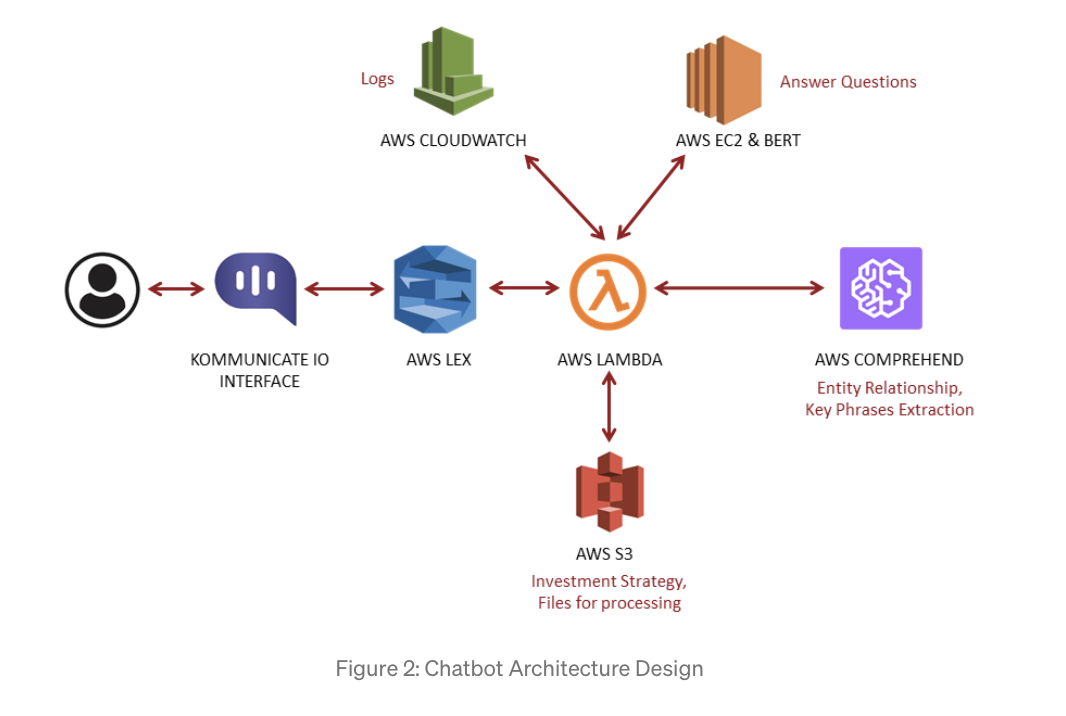 Logs
Answer Questions
AWS CLOUDWATCH
AWS EC2 & BERT
KOMMUNICATE IO
INTERFACE
AWS LEX
AWS LAMBDA
AWS COMPREHEND
Entity Relationship,
Key Phrases Extraction
AWS S3
Investment Strategy,
Files for processing
Figure 2: Chatbot Architecture Design